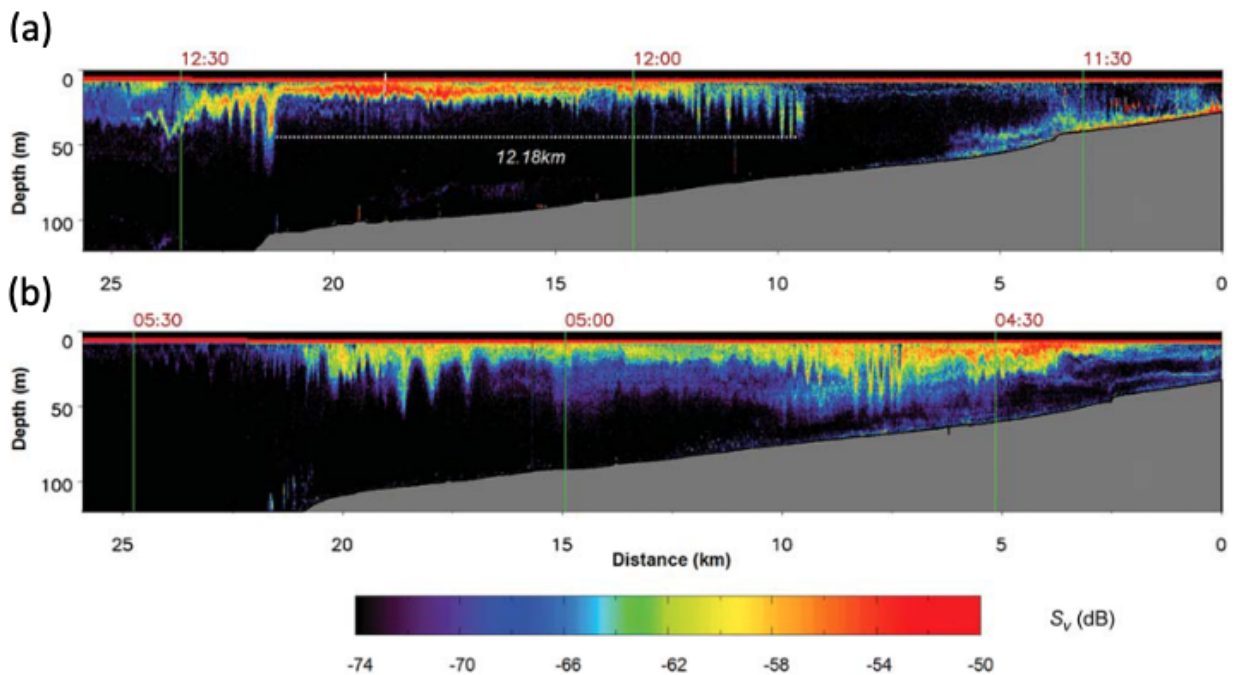 (a)
12:30 12:00 11:30
0
50
100
Depth (m)
12.18km
25 20 15 10 5 0
(b)
05:30 05:00 04:30
0
50
100
Depth (m)
25 20 15 10 5 0
Distance (km)
Sv (dB)
-74 -70 -66 -62 -58 -54 -50